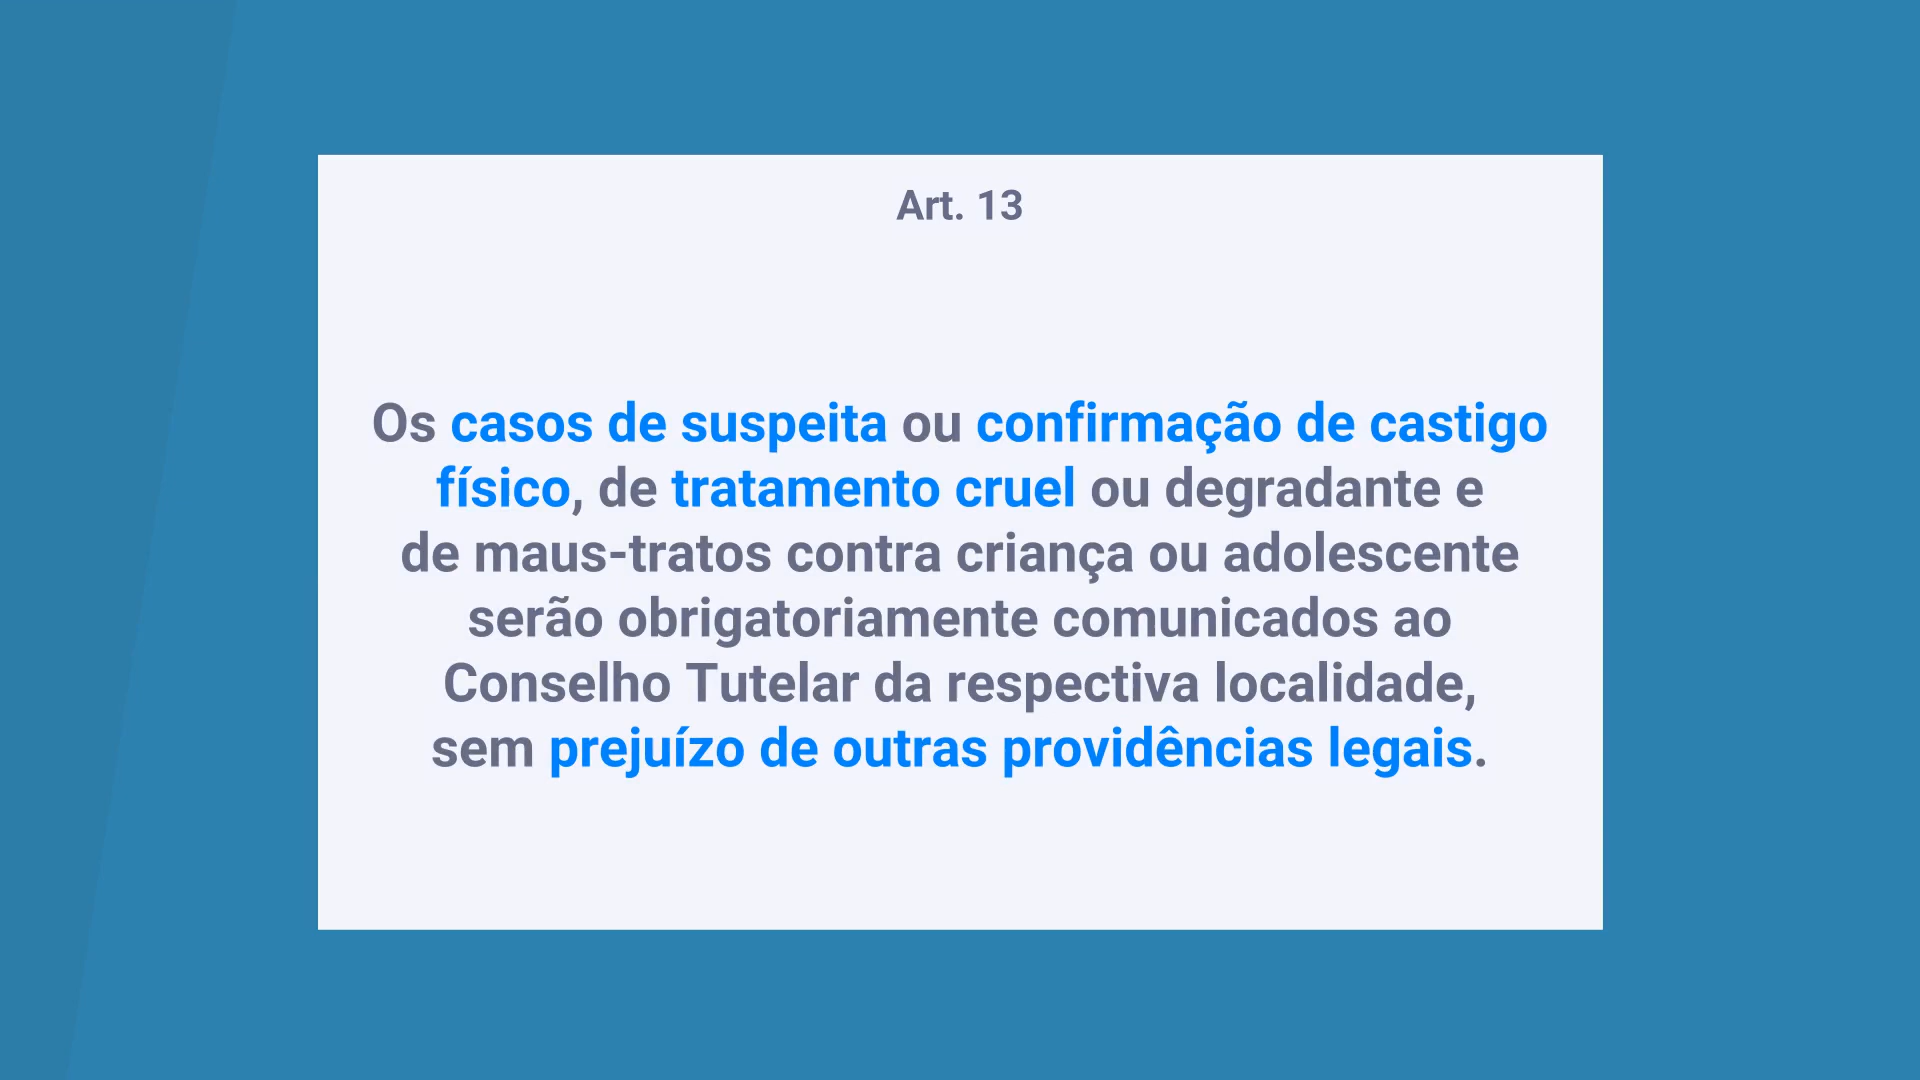 Art. 13
Os casos de suspeita ou confirmação de castigo
físico, de tratamento cruel ou degradante e
de maus-tratos contra criança ou adolescente
serão obrigatoriamente comunicados ao
Conselho Tutelar da respectiva localidade,
sem prejuízo de outras providências legais.